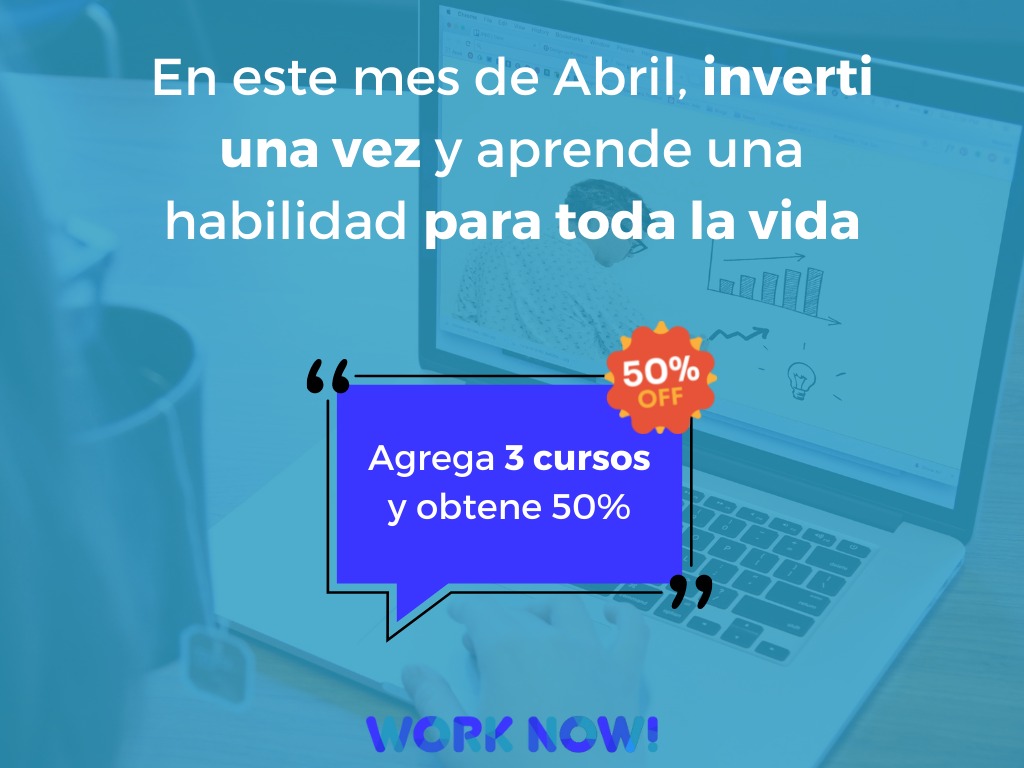 En este mes de Abril, inverti
una vez y aprende una
habilidad para toda la vida
50%
OFF
Agrega 3 cursos
y obtene 50%
WORK NOW!